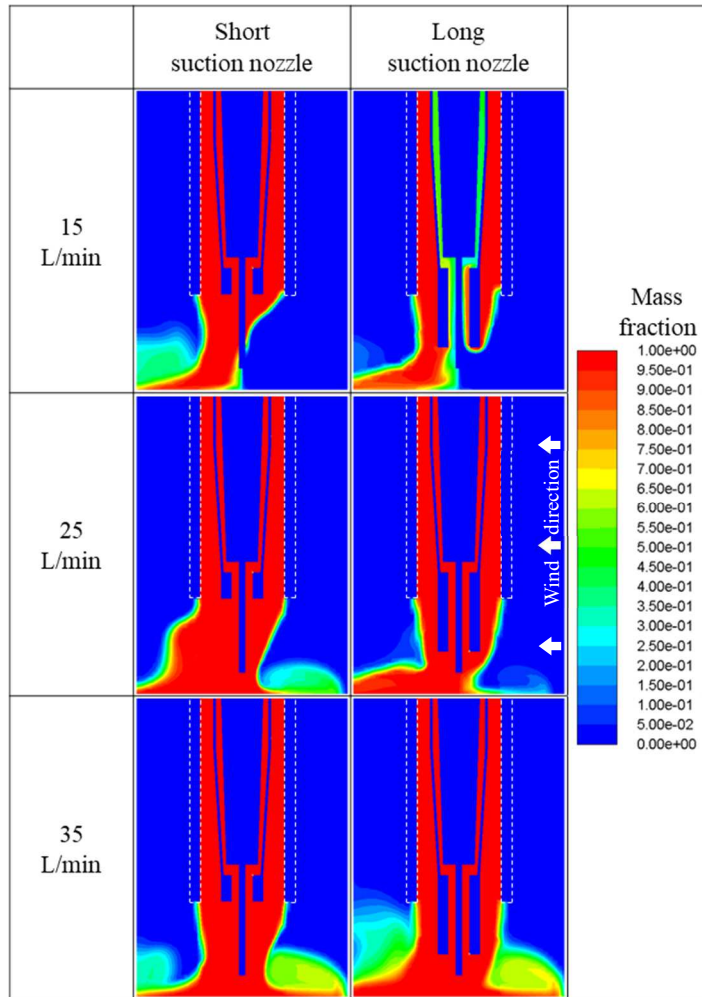 Short
suction nozzle
Long
suction nozzle
15
L/min
25
L/min
Wind direction
35
L/min
Mass
fraction
1.00e+00
9.50e-01
9.00e-01
8.50e-01
8.00e-01
7.50e-01
7.00e-01
6.50e-01
6.00e-01
5.50e-01
5.00e-01
4.50e-01
4.00e-01
3.50e-01
3.00e-01
2.50e-01
2.00e-01
1.50e-01
1.00e-01
5.00e-02
0.00e+00